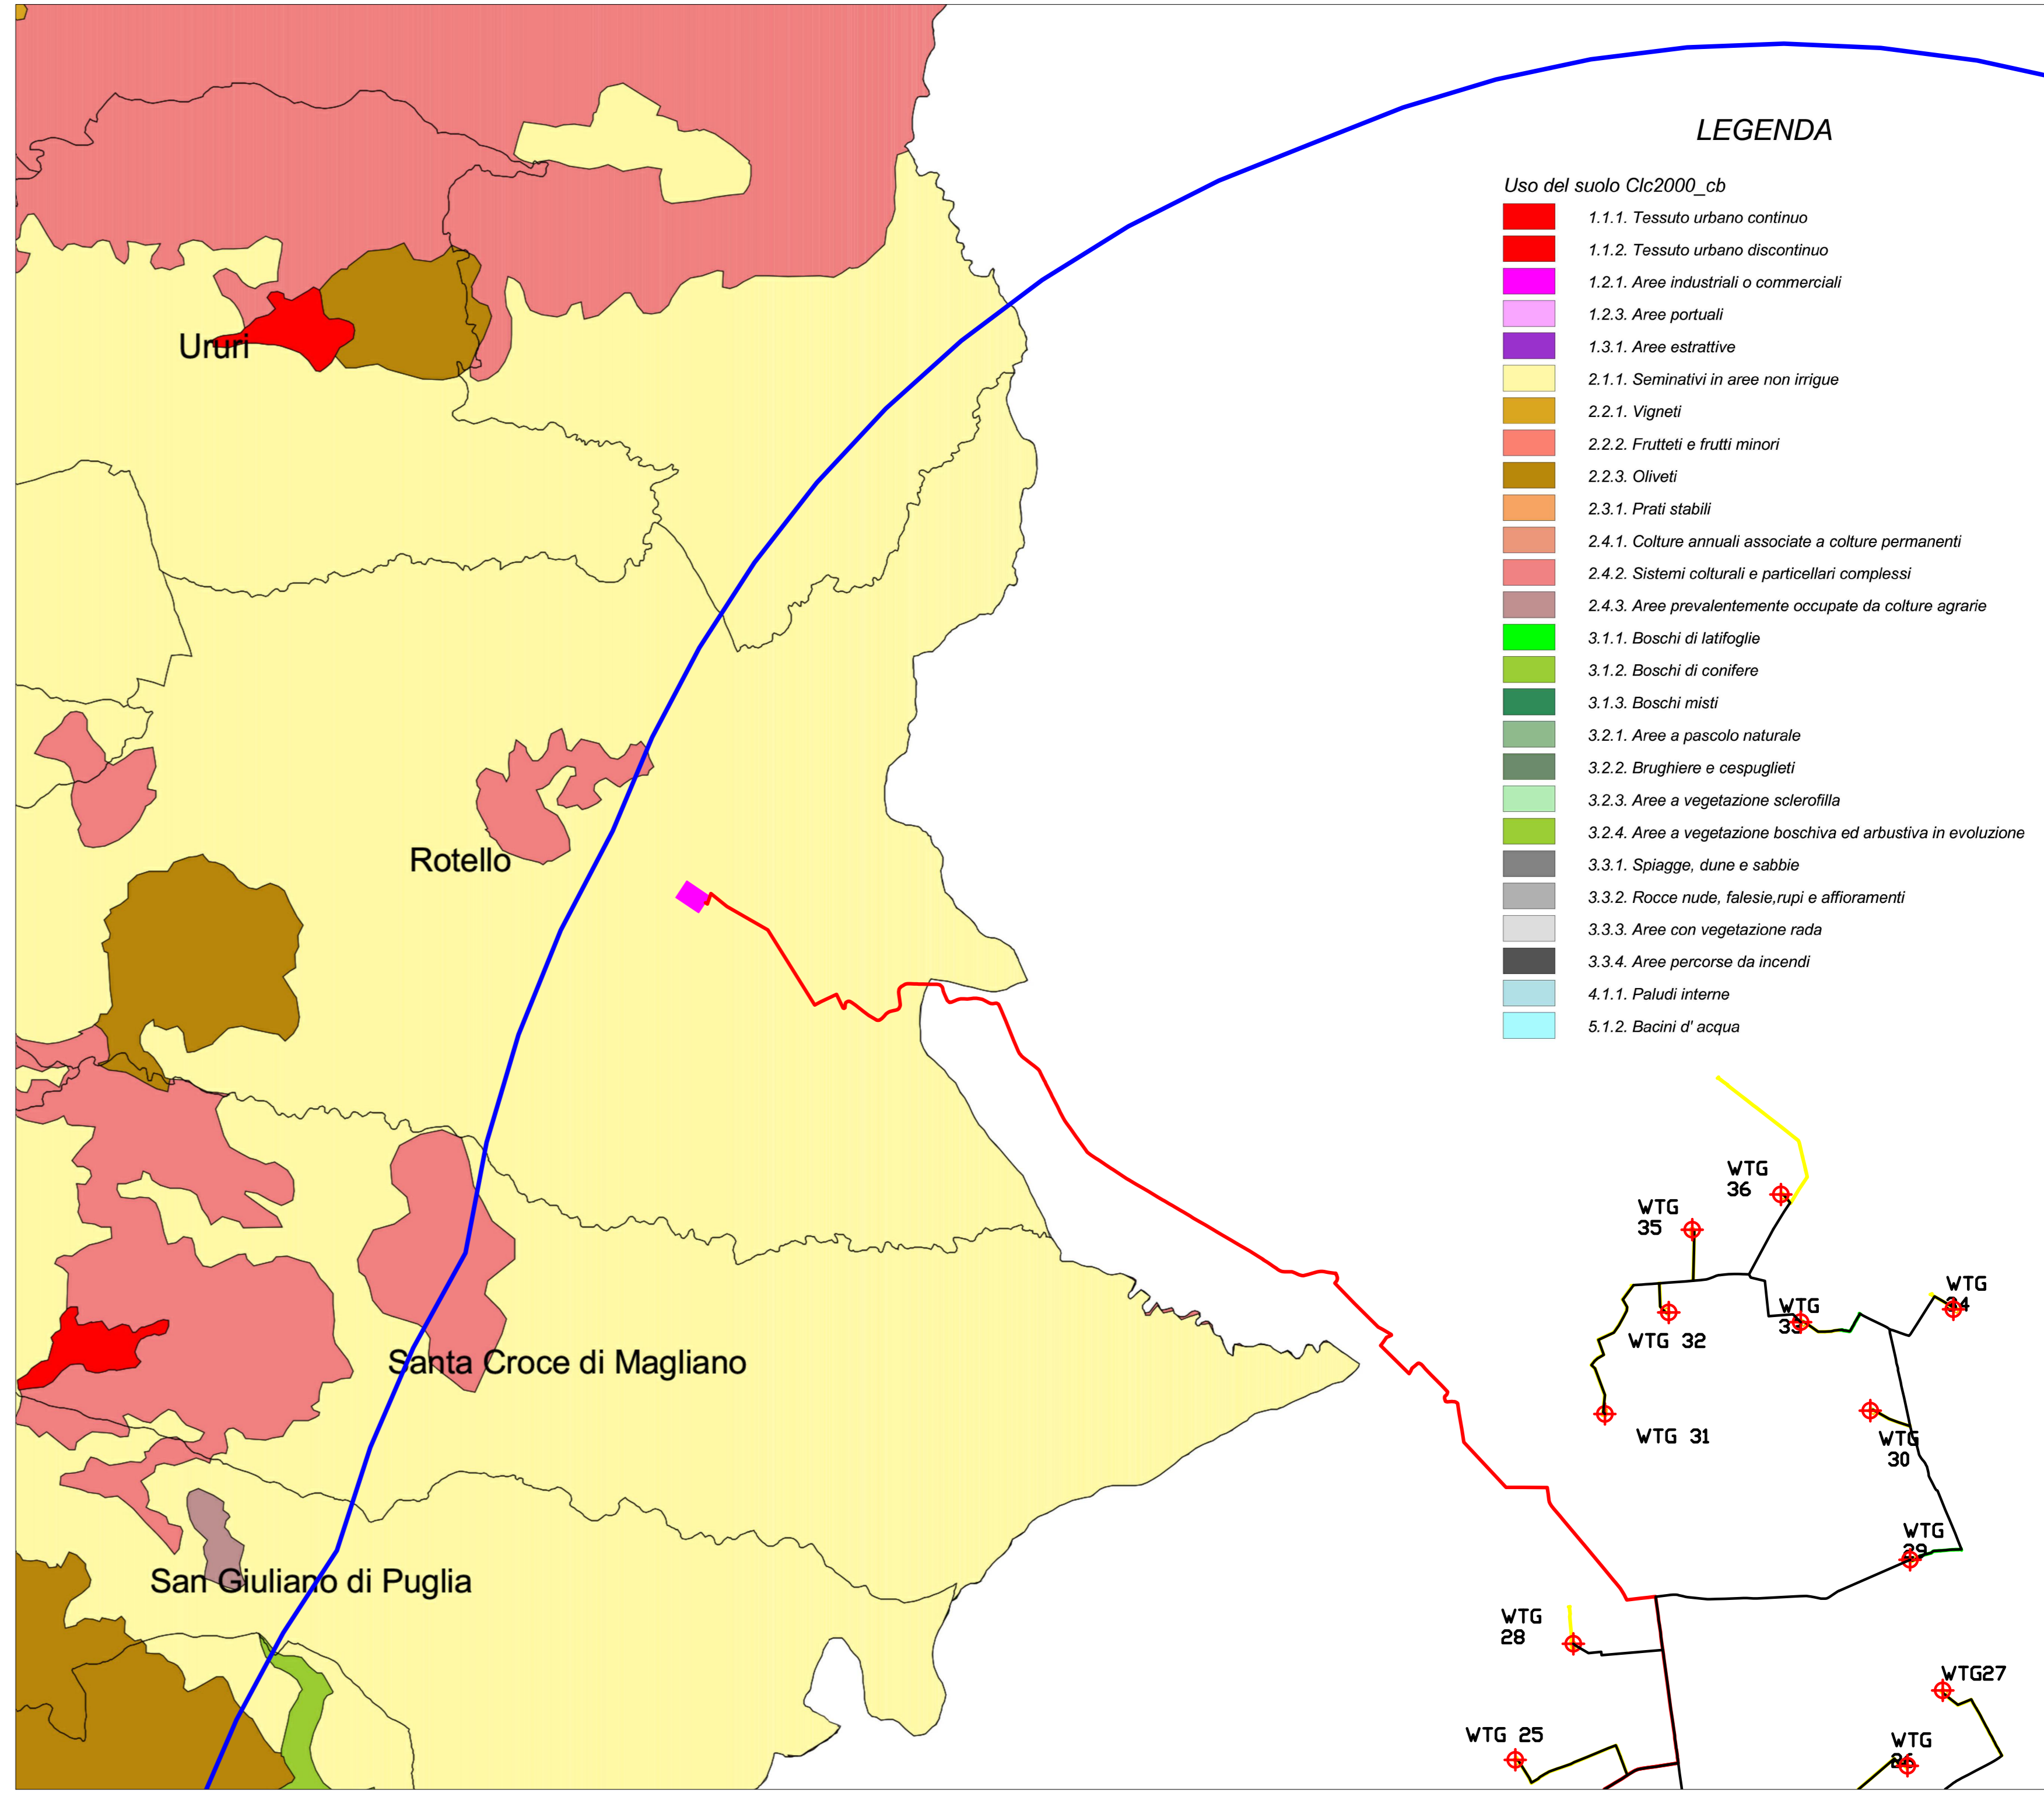 LEGENDA
Uso del suolo Clc2000_cb
1.1.1. Tessuto urbano continuo
1.1.2. Tessuto urbano discontinuo
1.2.1. Aree industriali o commerciali
1.2.3. Aree portuali
1.3.1. Aree estrattive
2.1.1. Seminativi in aree non irrigue
2.2.1. Vigneti
2.2.2. Frutteti e frutti minori
2.2.3. Oliveti
2.3.1. Prati stabili
2.4.1. Colture annuali associate a colture permanenti
2.4.2. Sistemi colturali e particellari complessi
2.4.3. Aree prevalentemente occupate da colture agrarie
3.1.1. Boschi di latifoglie
3.1.2. Boschi di conifere
3.1.3. Boschi misti
3.2.1. Aree a pascolo naturale
3.2.2. Brughiere e cespuglieti
3.2.3. Aree a vegetazione sclerofilla
3.2.4. Aree a vegetazione boschiva ed arbustiva in evoluzione
3.3.1. Spiagge, dune e sabbie
3.3.2. Rocce nude, falesie,rupi e affioramenti
3.3.3. Aree con vegetazione rada
3.3.4. Aree percorse da incendi
4.1.1. Paludi interne
5.1.2. Bacini d' acqua
Ururi
Rotello
Santa Croce di Magliano
San Giuliano di Puglia
WTG
36
WTG
35
WTG
34
WTG
33
WTG 32
WTG 31
WTG
30
WTG
29
WTG
28
WTG27
WTG 25
WTG
26